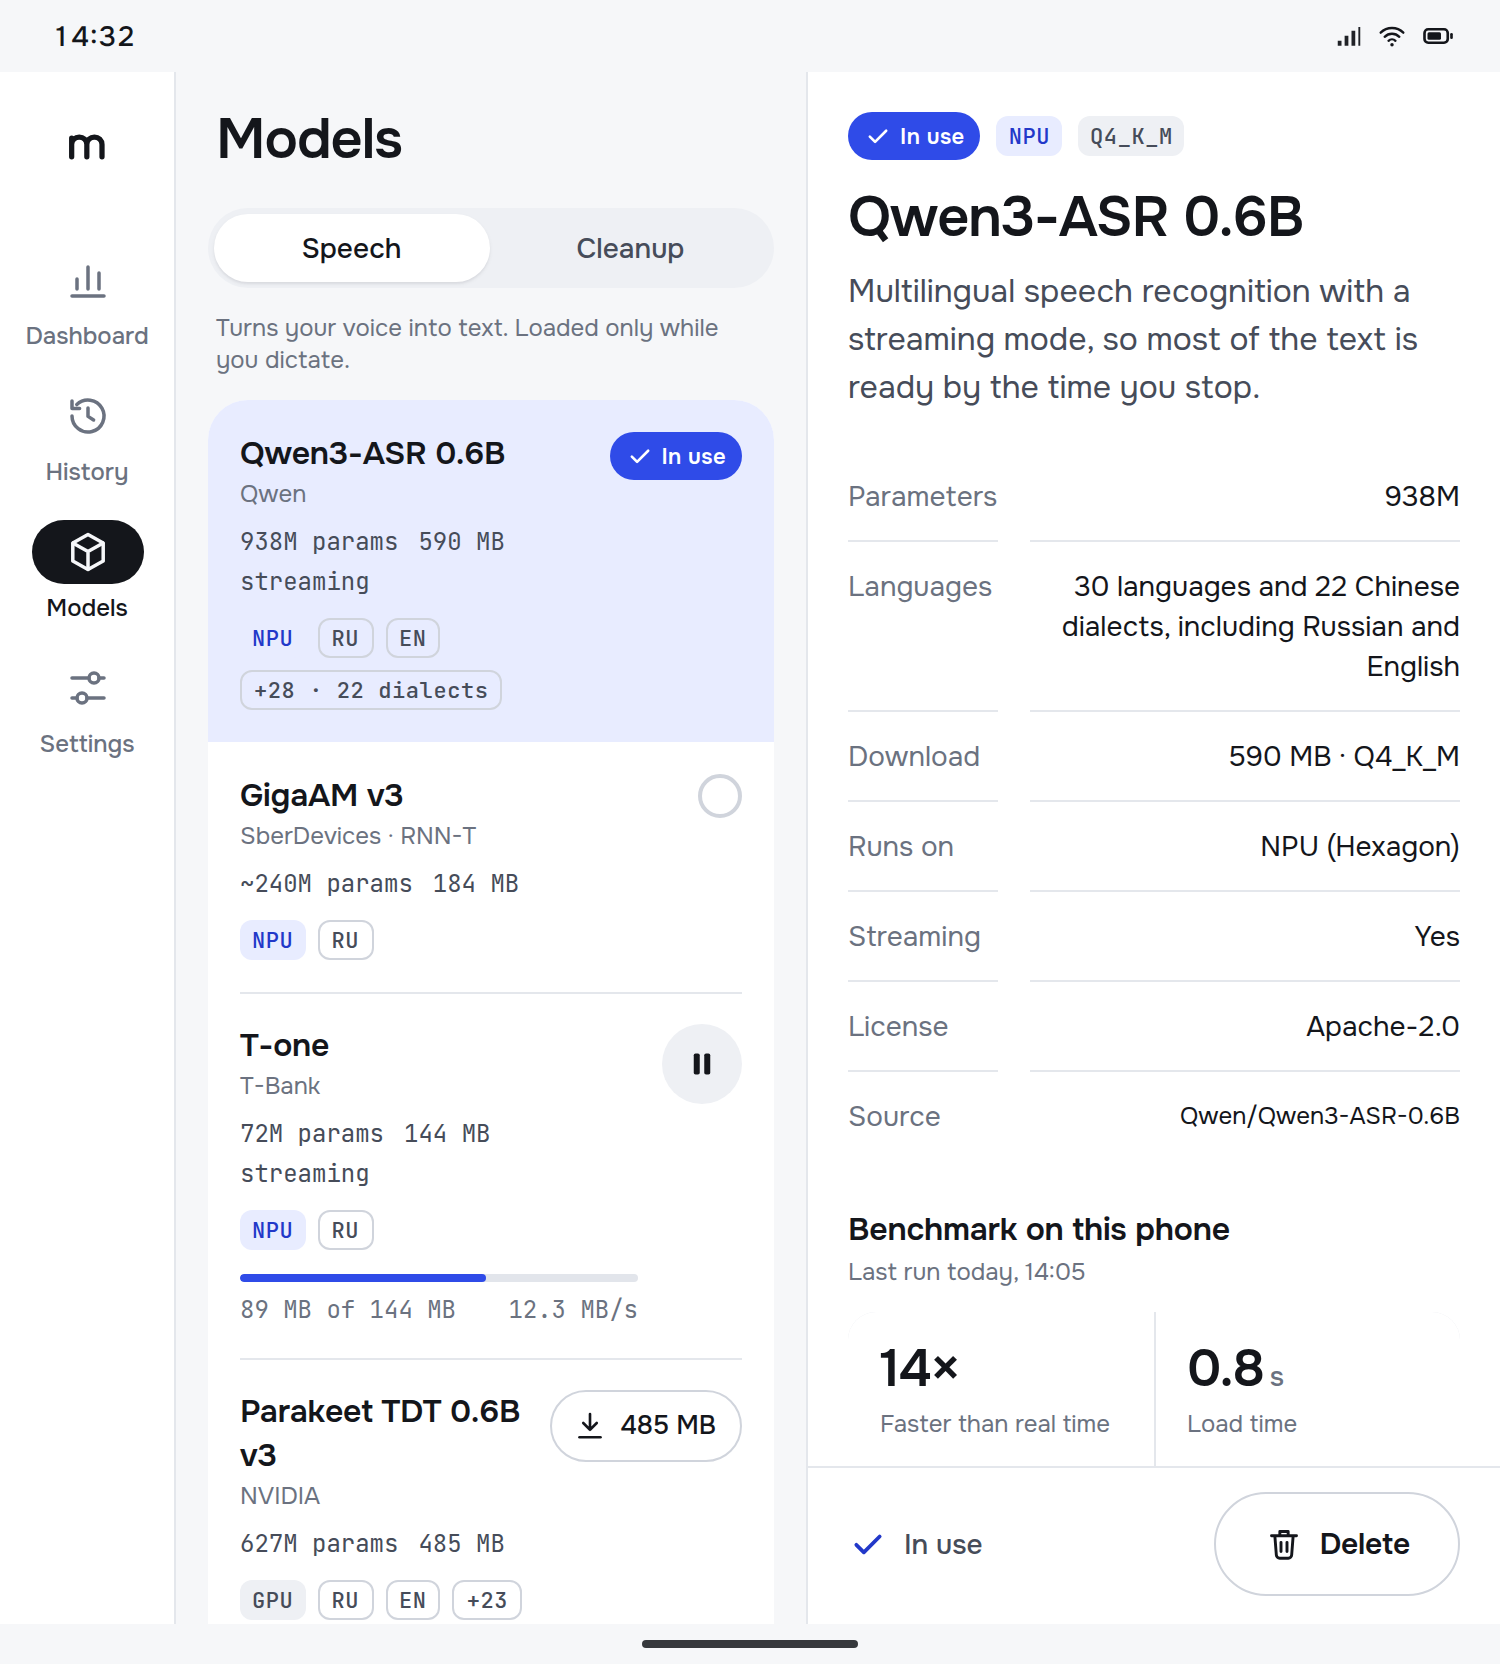 14:32
m
Dashboard
History
Models
Settings
Models
Speech
Cleanup
Turns your voice into text. Loaded only while
you dictate.
Qwen3-ASR 0.6B
In use
Qwen
938M params 590 MB
streaming
NPU RU EN
+28 · 22 dialects
GigaAM v3
SberDevices · RNN-T
~240M params 184 MB
NPU RU
T-one
T-Bank
72M params 144 MB
streaming
NPU RU
89 MB of 144 MB 12.3 MB/s
Parakeet TDT 0.6B
v3
485 MB
NVIDIA
627M params 485 MB
GPU RU EN +23
In use NPU Q4_K_M
Qwen3-ASR 0.6B
Multilingual speech recognition with a
streaming mode, so most of the text is
ready by the time you stop.
Parameters 938M
Languages 30 languages and 22 Chinese
dialects, including Russian and
English
Download 590 MB · Q4_K_M
Runs on NPU (Hexagon)
Streaming Yes
License Apache-2.0
Source Qwen/Qwen3-ASR-0.6B
Benchmark on this phone
Last run today, 14:05
14×
Faster than real time
0.8 s
Load time
In use
Delete